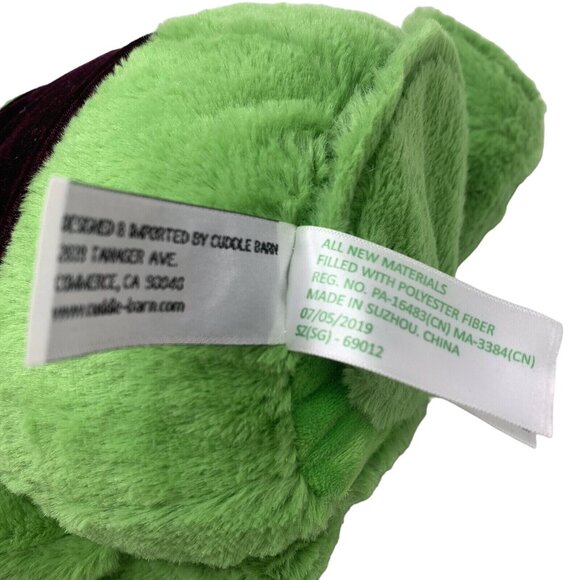 DESIGNED & IMPORTED BY CUDDLE BARN
2828 TANAGER AVE.
COMMERCE, CA 90040
www.cuddle-barn.com
ALL NEW MATERIALS
FILLED WITH POLYESTER FIBER
REG. NO. PA-16483(CN) MA-3384(CN)
MADE IN SUZHOU. CHINA
07/05/2019
SZ(SG) - 69012